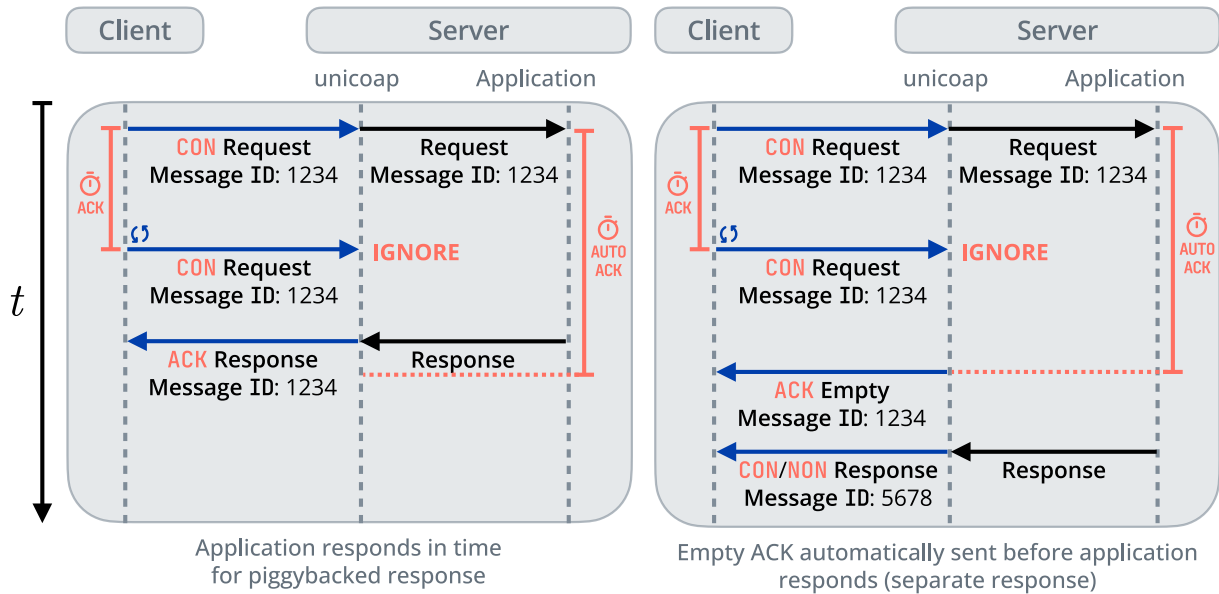 Client
Server
unicoap
Application
CON Request
Message ID: 1234
Request
Message ID: 1234
ACK
CON Request
Message ID: 1234
IGNORE
AUTO
ACK
t
ACK Response
Message ID: 1234
Response
Application responds in time
for piggybacked response
Client
Server
unicoap
Application
CON Request
Message ID: 1234
Request
Message ID: 1234
ACK
CON Request
Message ID: 1234
IGNORE
AUTO
ACK
ACK Empty
Message ID: 1234
CON/NON Response
Message ID: 5678
Response
Empty ACK automatically sent before application
responds (separate response)